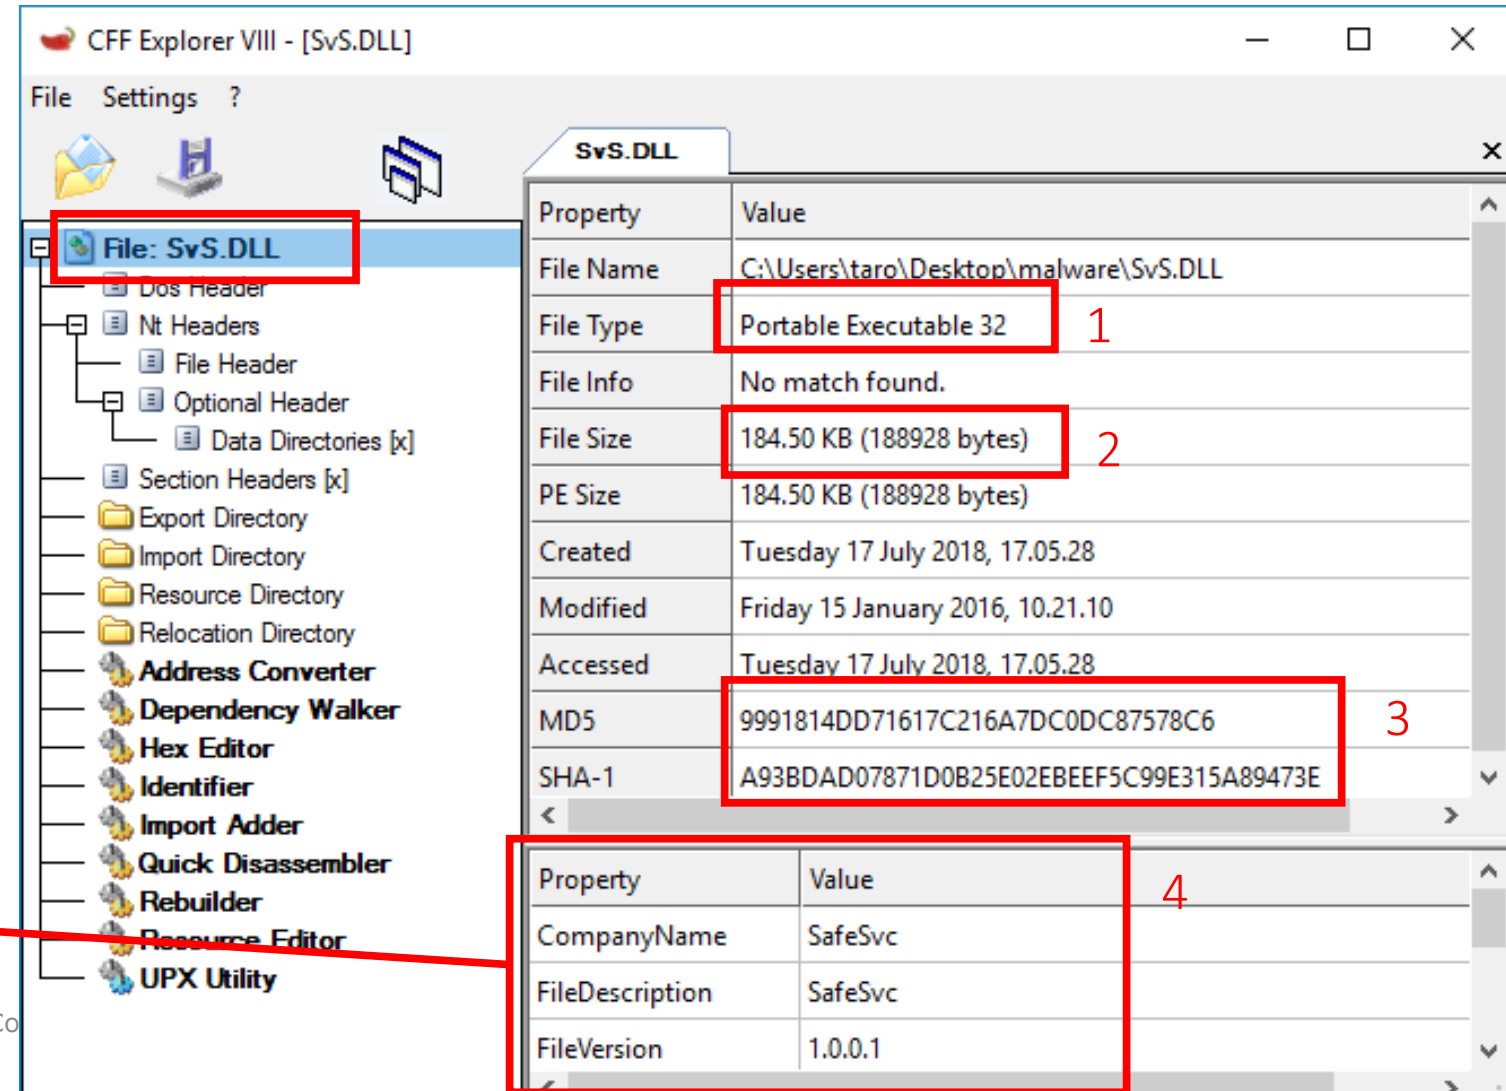 CFF Explorer VIII - [SvS.DLL]
File Settings ?
SvS.DLL
File: SvS.DLL
Dos Header
Nt Headers
File Header
Optional Header
Data Directories [x]
Section Headers [x]
Export Directory
Import Directory
Resource Directory
Relocation Directory
Address Converter
Dependency Walker
Hex Editor
Identifier
Import Adder
Quick Disassembler
Rebuilder
Resource Editor
UPX Utility
Property Value
File Name C:\Users\taro\Desktop\malware\SvS.DLL
File Type Portable Executable 32 1
File Info No match found.
File Size 184.50 KB (188928 bytes) 2
PE Size 184.50 KB (188928 bytes)
Created Tuesday 17 July 2018, 17.05.28
Modified Friday 15 January 2016, 10.21.10
Accessed Tuesday 17 July 2018, 17.05.28
MD5 9991814DD71617C216A7DC0DC87578C6 3
SHA-1 A93BDAD07871D0B25E02EBEEF5C99E315A89473E
Property Value 4
CompanyName SafeSvc
FileDescription SafeSvc
FileVersion 1.0.0.1